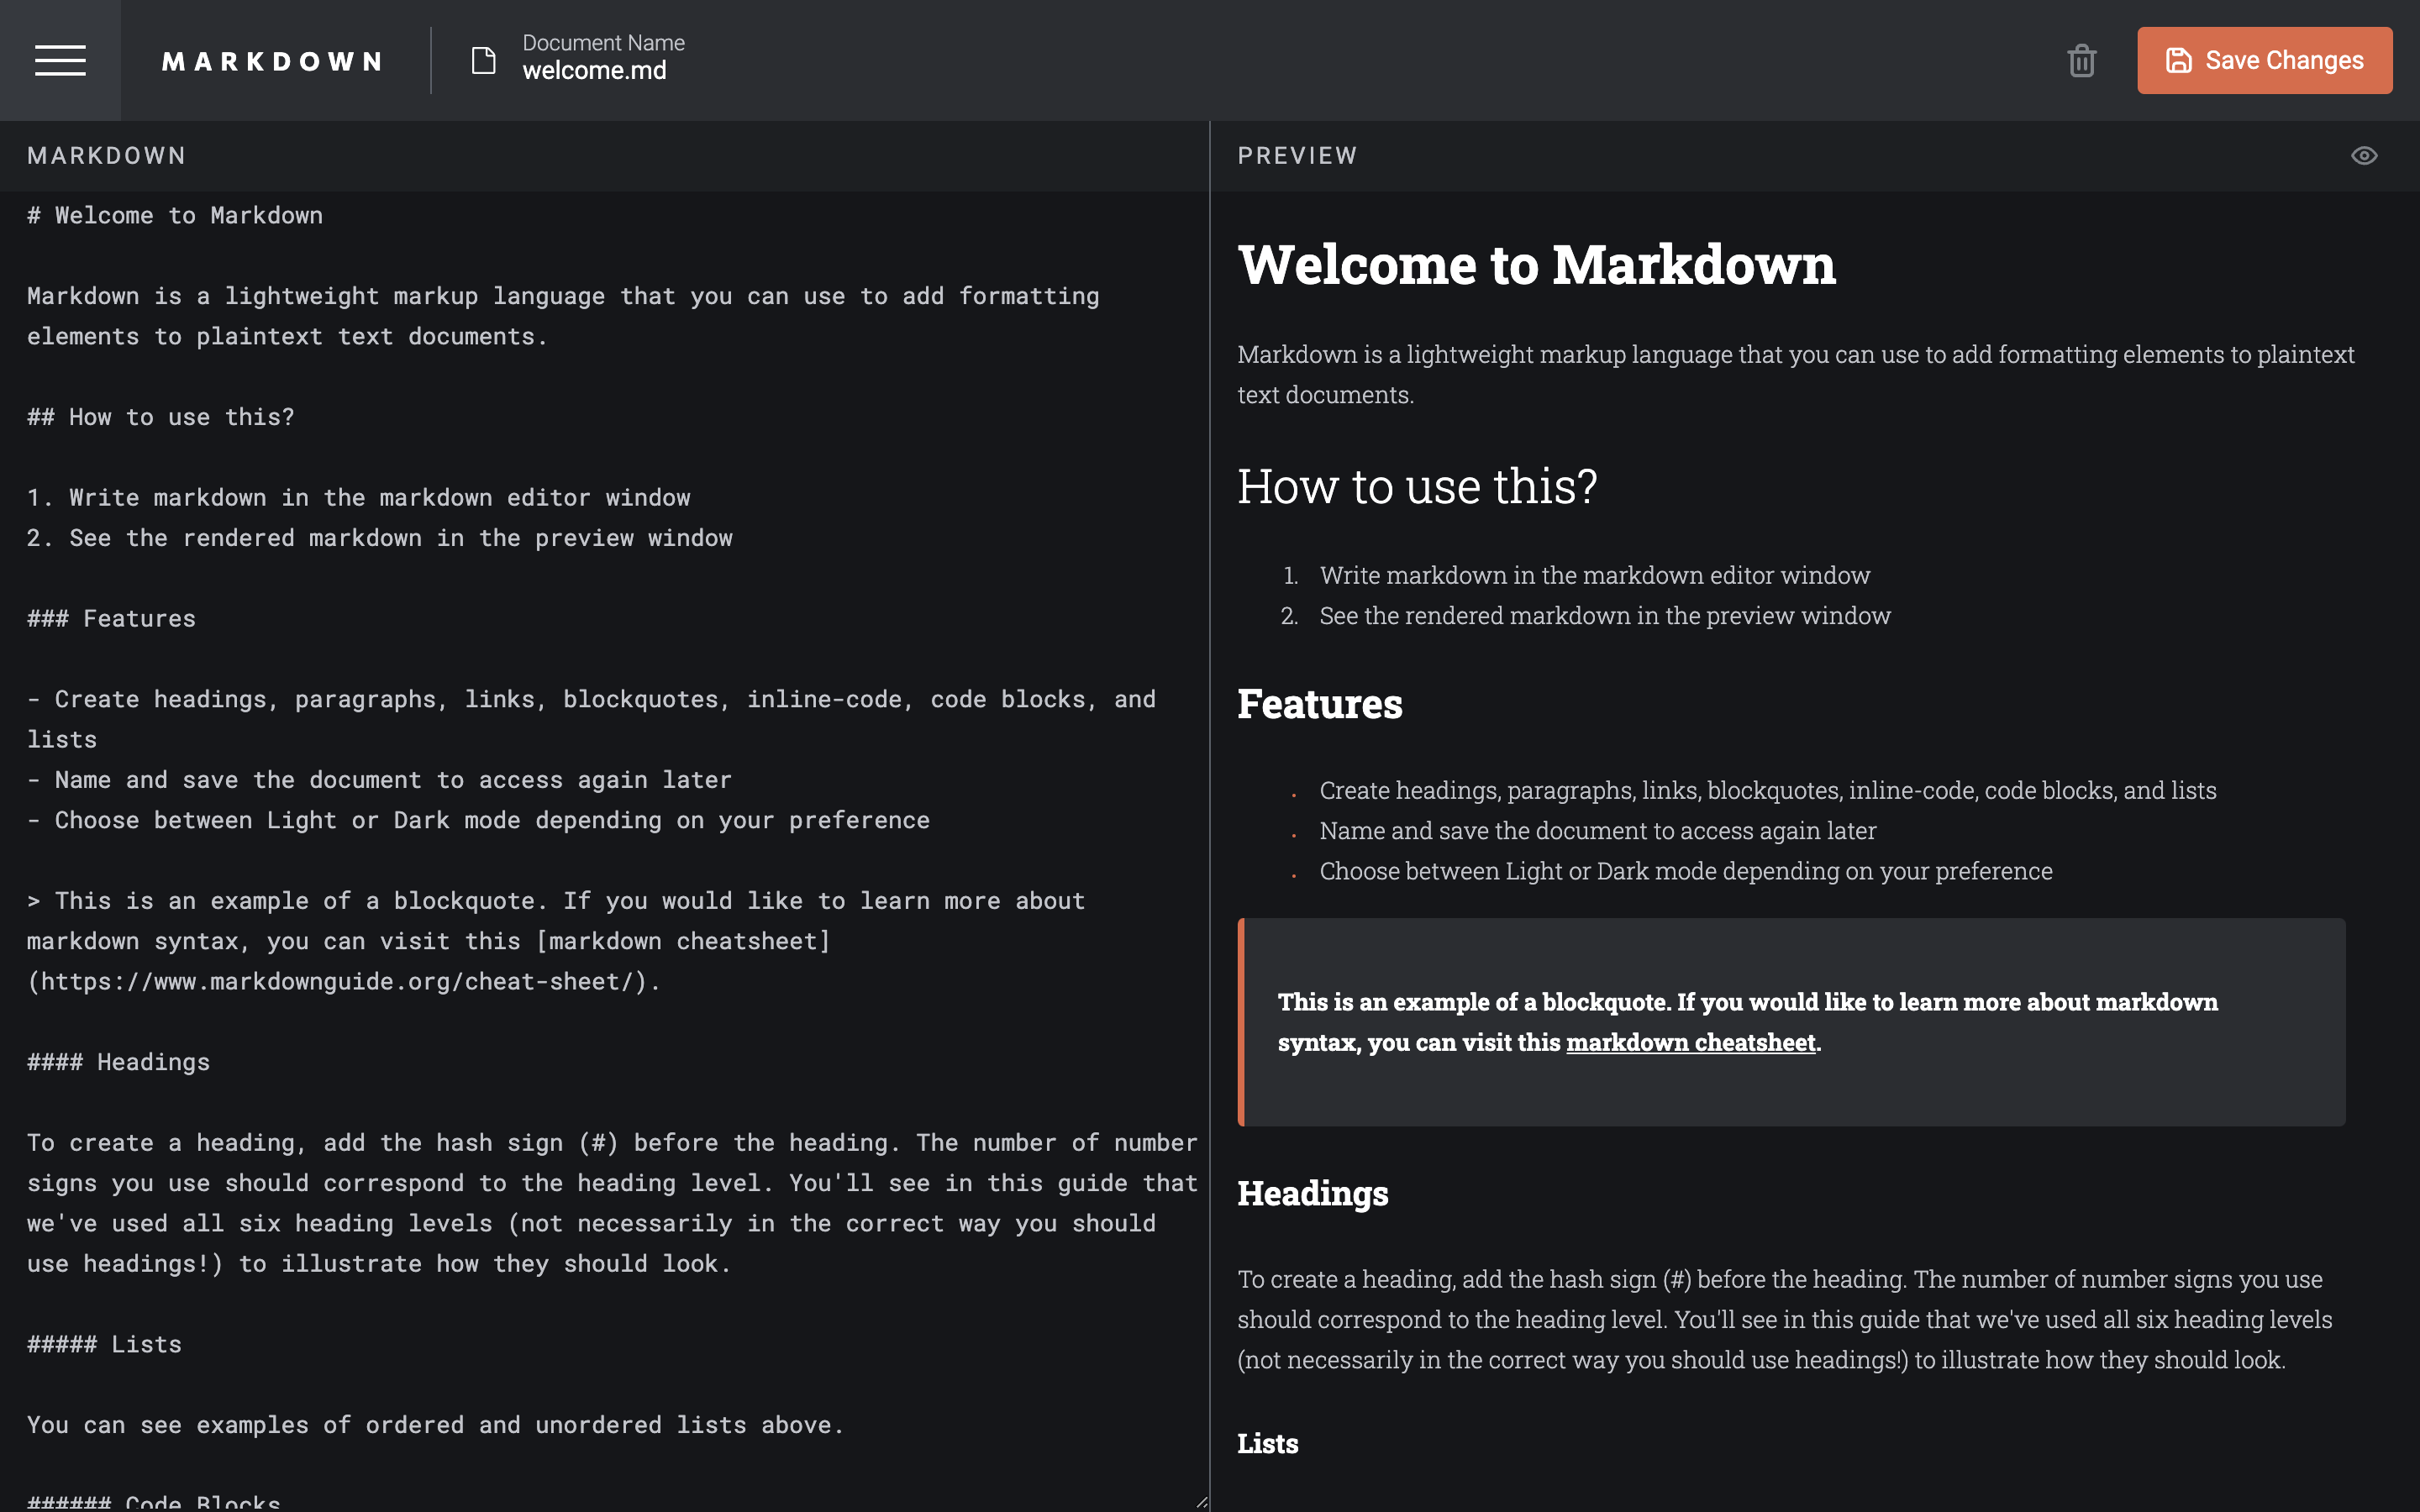 MARKDOWN
Document Name
welcome.md
Save Changes
MARKDOWN
# Welcome to Markdown
Markdown is a lightweight markup language that you can use to add formatting
elements to plaintext text documents.
## How to use this?
1. Write markdown in the markdown editor window
2. See the rendered markdown in the preview window
### Features
- Create headings, paragraphs, links, blockquotes, inline-code, code blocks, and
lists
- Name and save the document to access again later
- Choose between Light or Dark mode depending on your preference
> This is an example of a blockquote. If you would like to learn more about
markdown syntax, you can visit this [markdown cheatsheet]
(https://www.markdownguide.org/cheat-sheet/).
#### Headings
To create a heading, add the hash sign (#) before the heading. The number of number
signs you use should correspond to the heading level. You'll see in this guide that
we've used all six heading levels (not necessarily in the correct way you should
use headings!) to illustrate how they should look.
##### Lists
You can see examples of ordered and unordered lists above.
###### Code Blocks
PREVIEW
Welcome to Markdown
Markdown is a lightweight markup language that you can use to add formatting elements to plaintext
text documents.
How to use this?
1. Write markdown in the markdown editor window
2. See the rendered markdown in the preview window
Features
Create headings, paragraphs, links, blockquotes, inline-code, code blocks, and lists
Name and save the document to access again later
Choose between Light or Dark mode depending on your preference
This is an example of a blockquote. If you would like to learn more about markdown
syntax, you can visit this markdown cheatsheet.
Headings
To create a heading, add the hash sign (#) before the heading. The number of number signs you use
should correspond to the heading level. You'll see in this guide that we've used all six heading levels
(not necessarily in the correct way you should use headings!) to illustrate how they should look.
Lists